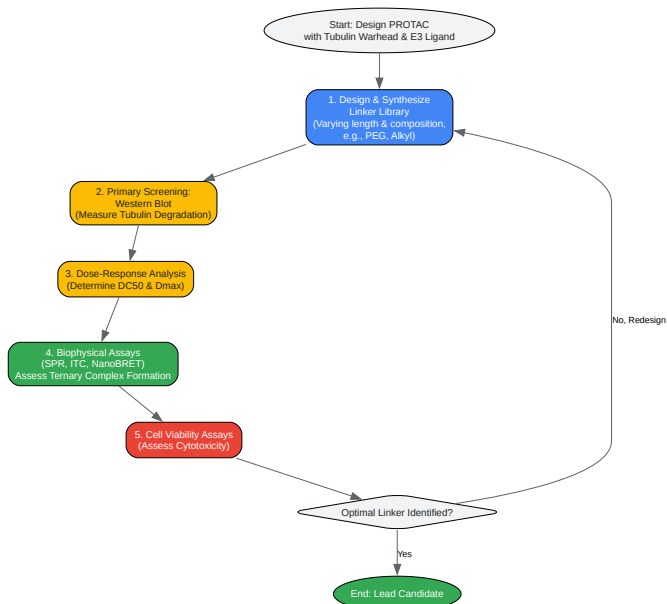 Start: Design PROTAC
with Tubulin Warhead & E3 Ligand
1. Design & Synthesize
Linker Library
(Varying length & composition,
e.g., PEG, Alkyl)
2. Primary Screening:
Western Blot
(Measure Tubulin Degradation)
3. Dose-Response Analysis
(Determine DC50 & Dmax)
No, Redesign
4. Biophysical Assays
(SPR, ITC, NanoBRET)
Assess Ternary Complex Formation
5. Cell Viability Assays
(Assess Cytotoxicity)
Optimal Linker Identified?
Yes
End: Lead Candidate